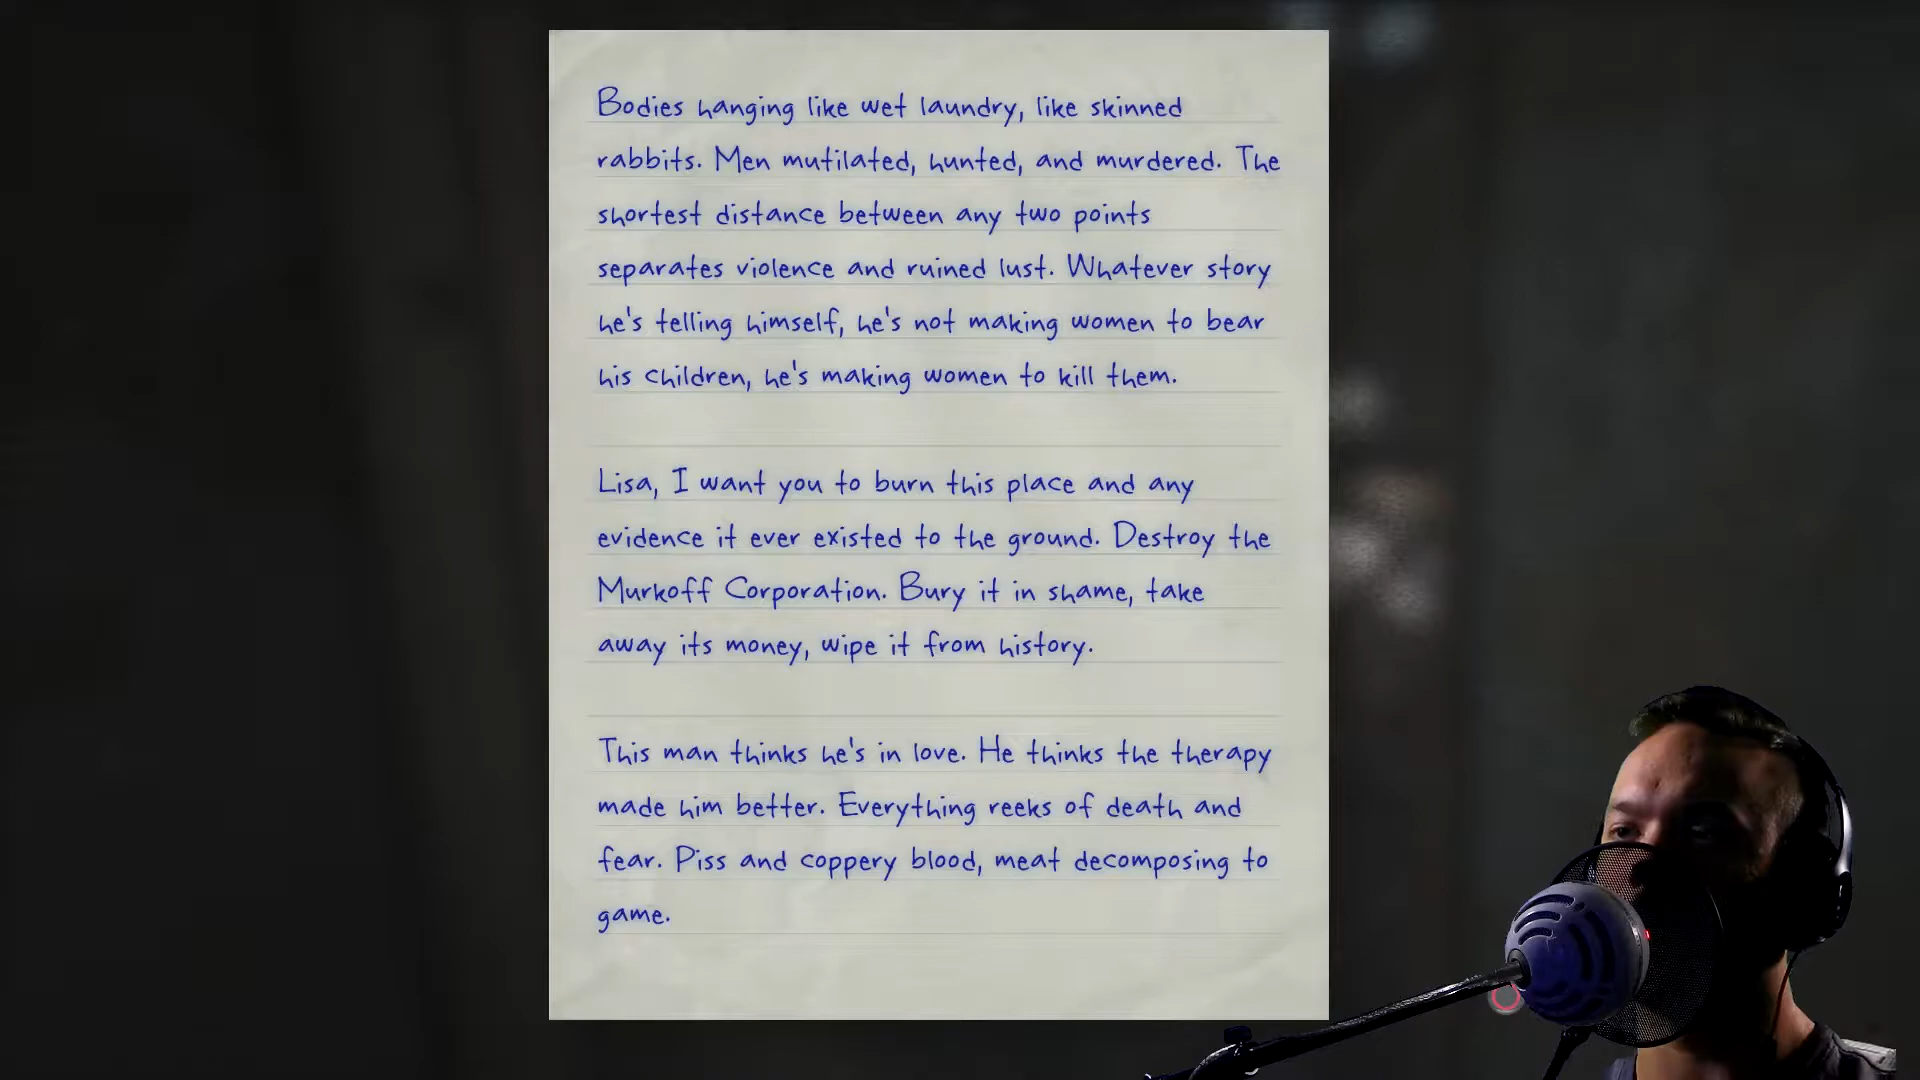 Bodies hanging like wet laundry, like skinned
rabbits. Men mutilated, hunted, and murdered. The
shortest distance between any two points
separates violence and ruined lust. Whatever story
he's telling himself, he's not making women to bear
his children, he's making women to kill them.
Lisa, I want you to burn this place and any
evidence it ever existed to the ground. Destroy the
Murkoff Corporation. Bury it in shame, take
away its money, wipe it from history.
This man thinks he's in love. He thinks the therapy
made him better. Everything reeks of death and
fear. Piss and coppery blood, meat decomposing to
game.